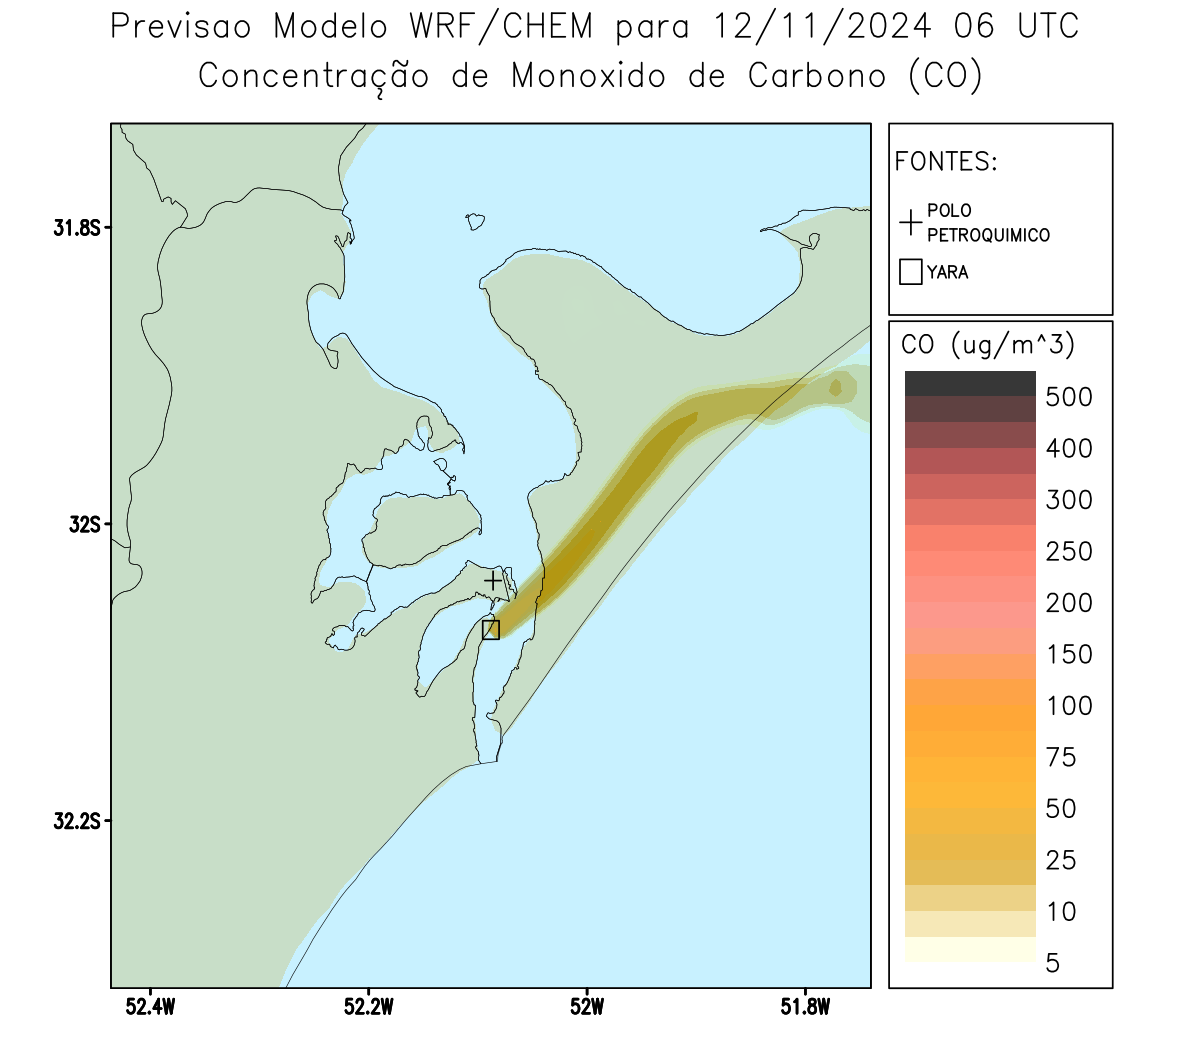 Previsao Modelo WRF/CHEM para 12/11/2024 06 UTC
Concentração de Monoxido de Carbono (CO)
FONTES:
POLO
PETROQUIMICO
YARA
CO (ug/m^3)
500
400
300
250
200
150
100
75
50
25
10
5
31.8S
32S
32.2S
52.4W
52.2W
52W
51.8W